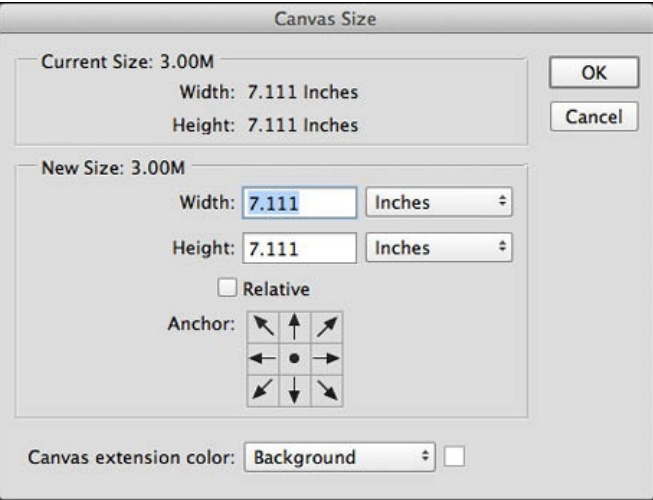 Canvas Size
Current Size: 3.00M
Width: 7.111 Inches
Height: 7.111 Inches
OK
Cancel
New Size: 3.00M
Width: 7.111 Inches
Height: 7.111 Inches
Relative
Anchor:
Canvas extension color: Background